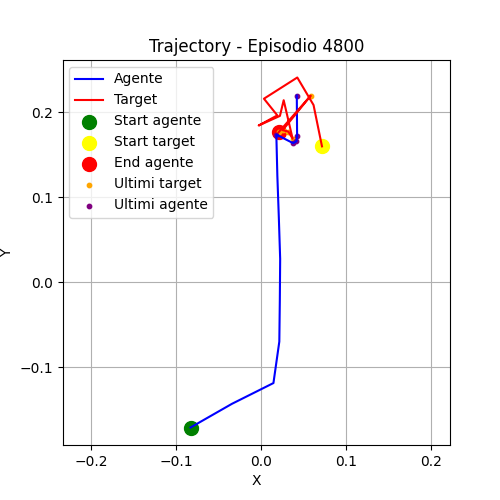 Trajectory - Episodio 4800
Agente
Target
Start agente
Start target
End agente
Ultimi target
Ultimi agente
Y
0.2
0.1
0.0
−0.1
−0.2
−0.1
0.0
0.1
0.2
X